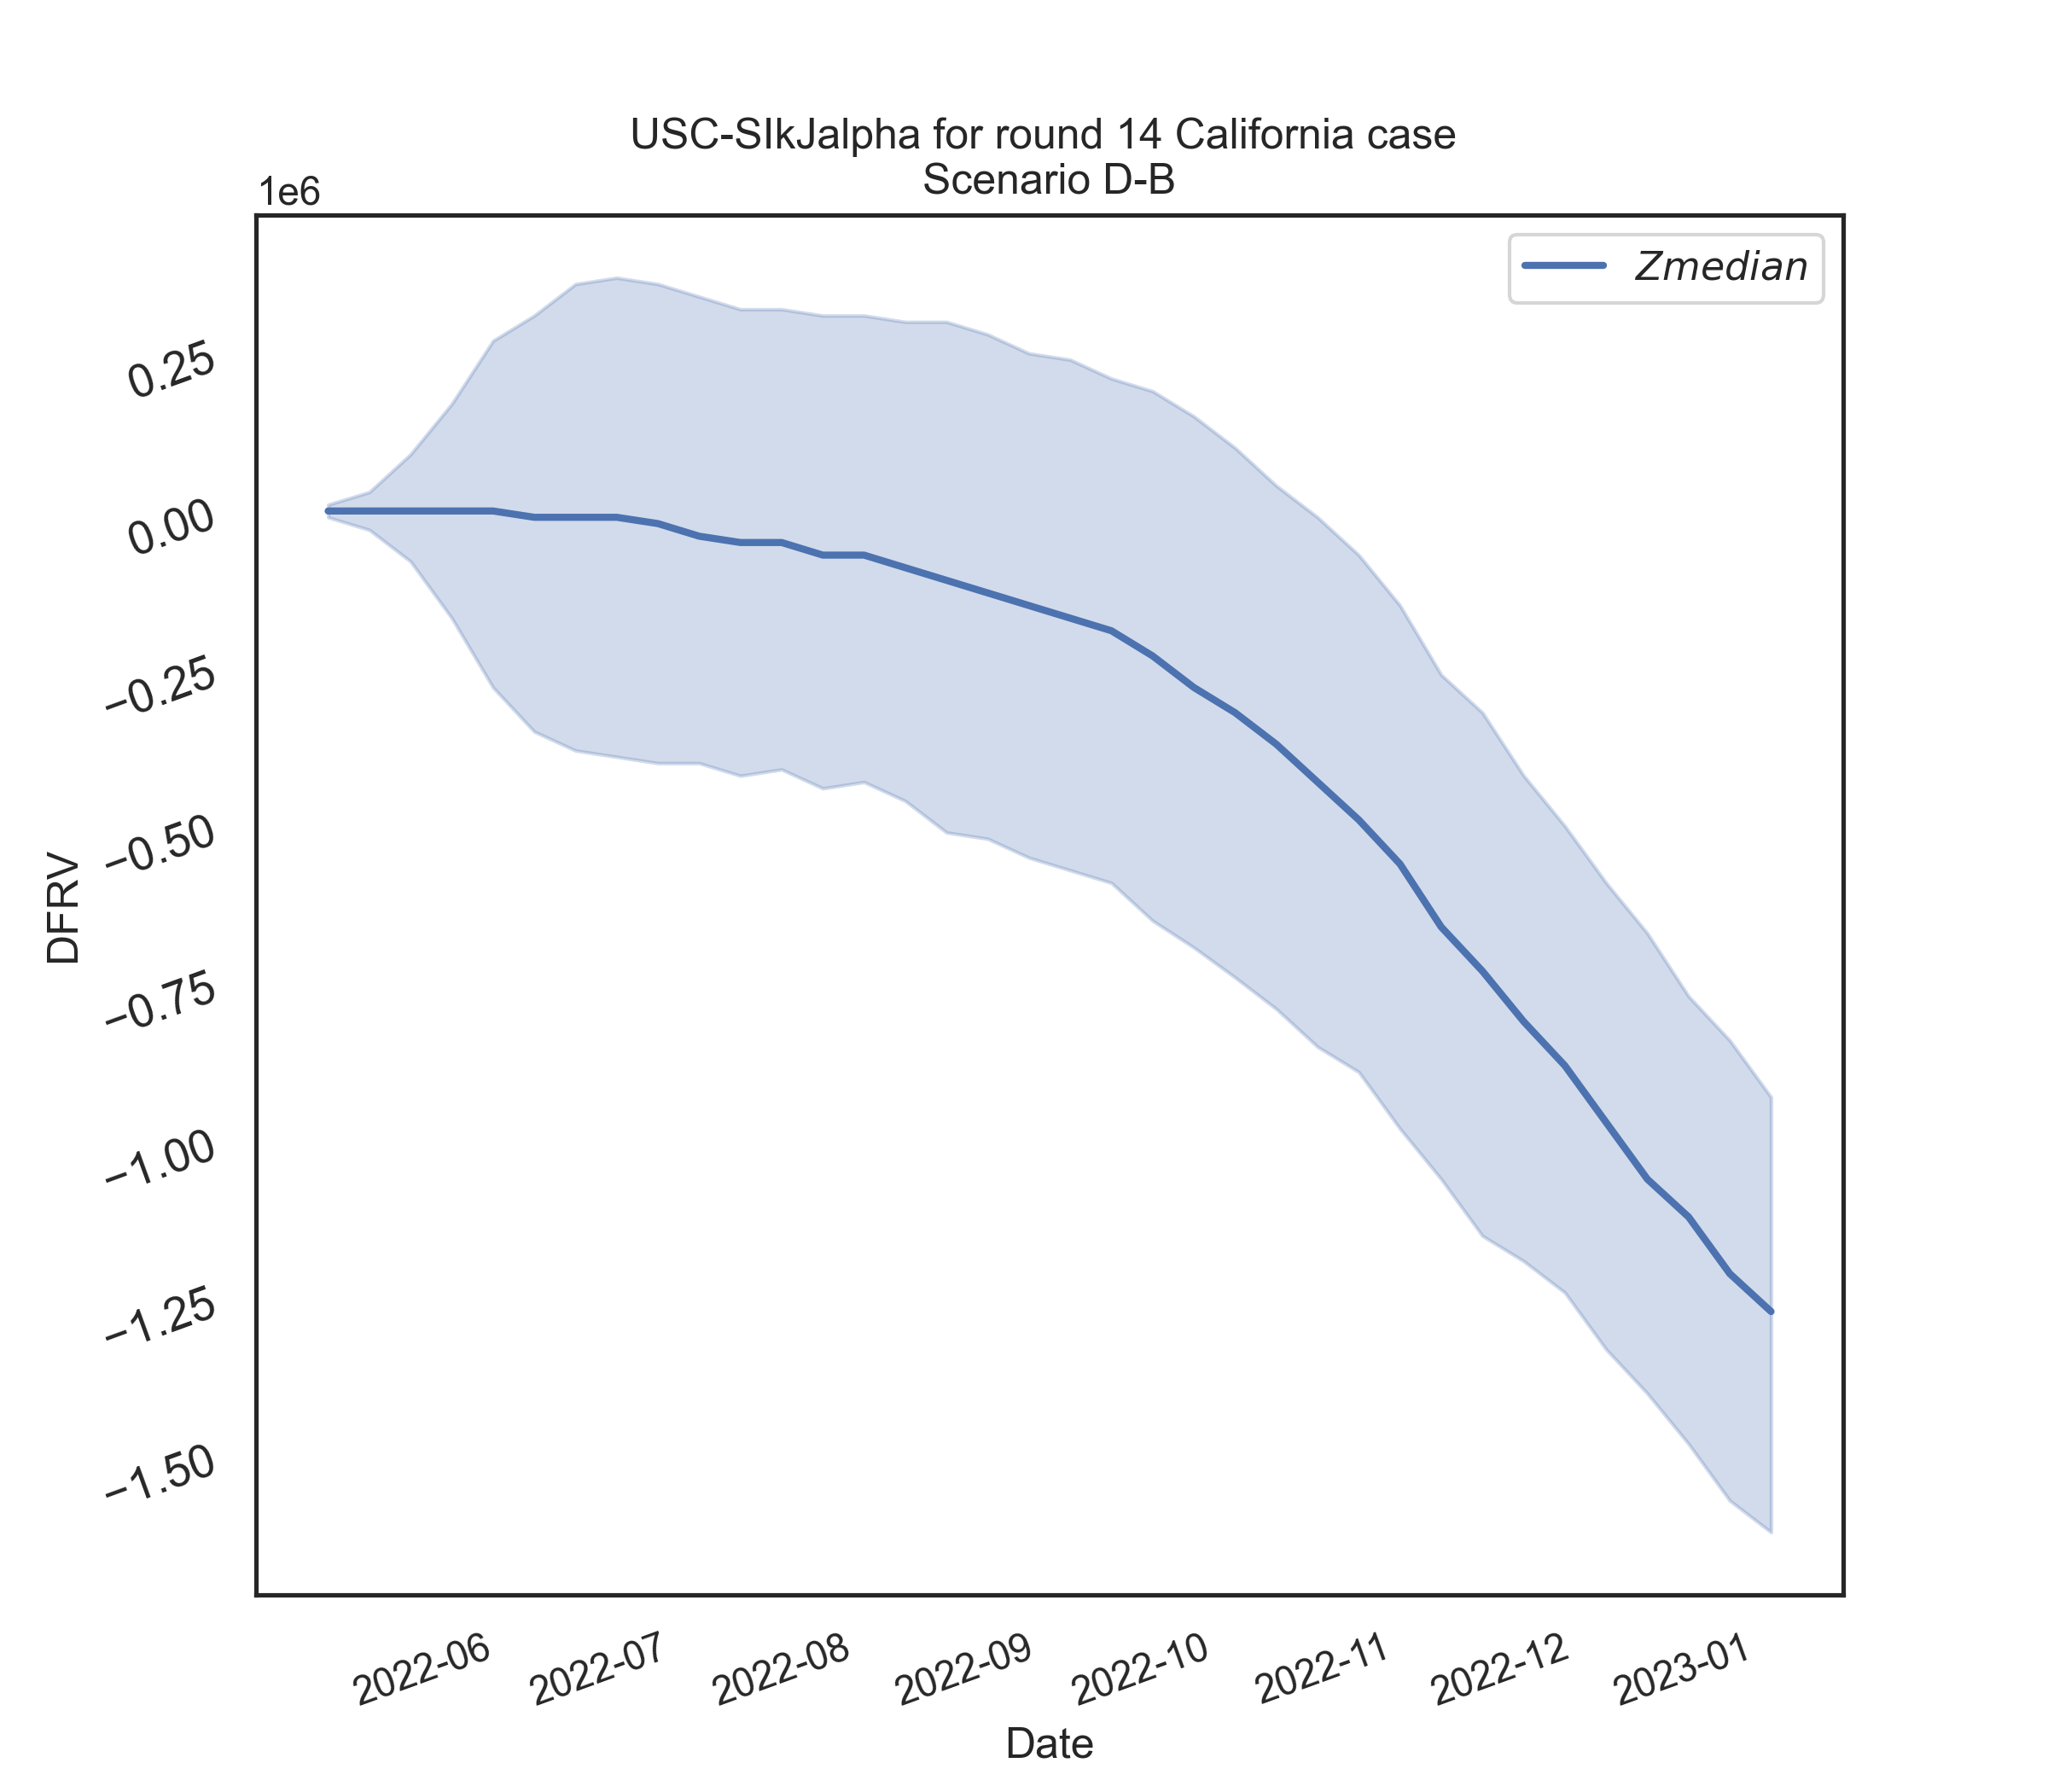 USC-SIkJalpha for round 14 California case
Scenario D-B
1e6
Zmedian
0.25
0.00
−0.25
−0.50
−0.75
−1.00
−1.25
−1.50
DFRV
2022-06
2022-07
2022-08
2022-09
2022-10
2022-11
2022-12
2023-01
Date